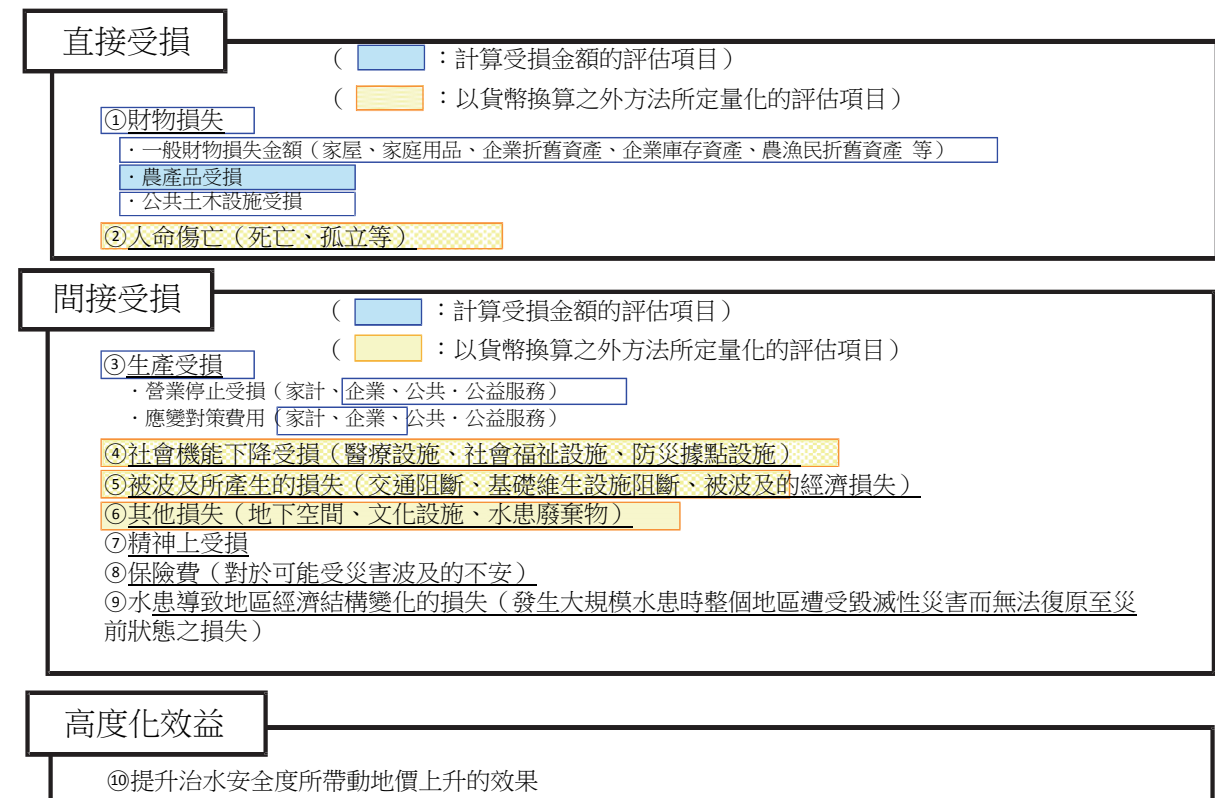 直接受損
( ：計算受損金額的評估項目）
( ：以貨幣換算之外方法所定量化的評估項目）
①財物損失
．一般財物損失金額（家屋、家庭用品、企業折舊資產、企業庫存資產、農漁民折舊資產 等）
．農產品受損
．公共土木設施受損
②人命傷亡（死亡、孤立等）
間接受損
( ：計算受損金額的評估項目）
( ：以貨幣換算之外方法所定量化的評估項目）
③生產受損
．營業停止受損（家計、企業、公共．公益服務）
．應變對策費用（家計、企業、公共．公益服務）
④社會機能下降受損（醫療設施、社會福祉設施、防災據點設施）
⑤被波及所產生的損失（交通阻斷、基礎維生設施阻斷、被波及的經濟損失）
⑥其他損失（地下空間、文化設施、水患廢棄物）
⑦精神上受損
⑧保險費（對於可能受災害波及的不安）
⑨水患導致地區經濟結構變化的損失（發生大規模水患時整個地區遭受毀滅性災害而無法復原至災
前狀態之損失）
高度化效益
⑩提升治水安全度所帶動地價上升的效果